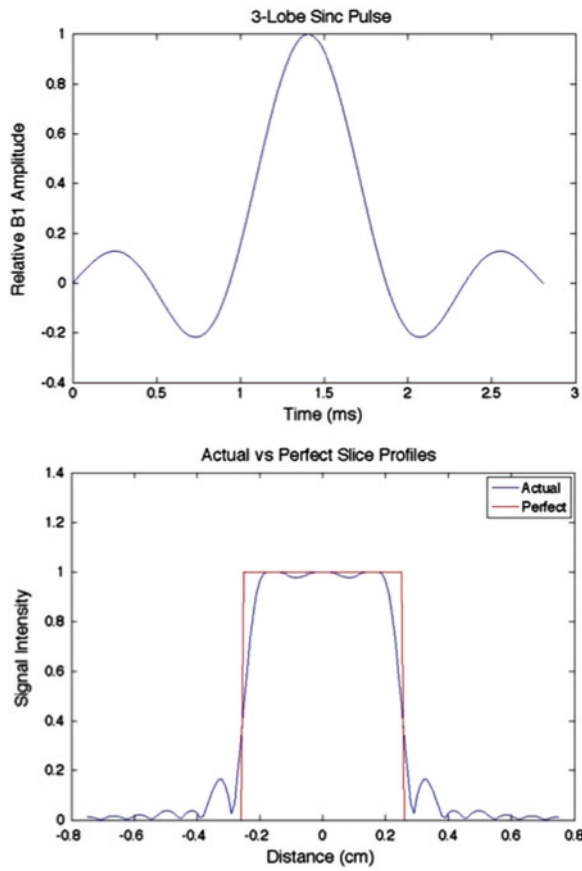 3-Lobe Sinc Pulse
1
0.8
0.6
0.4
0.2
0
-0.2
-0.4
Relative B1 Amplitude
0 0.5 1 1.5 2 2.5 3
Time (ms)
Actual vs Perfect Slice Profiles
1.4
1.2
1
0.8
0.6
0.4
0.2
0
Signal Intensity
Actual
Perfect
-0.8 -0.6 -0.4 -0.2 0 0.2 0.4 0.6 0.8
Distance (cm)